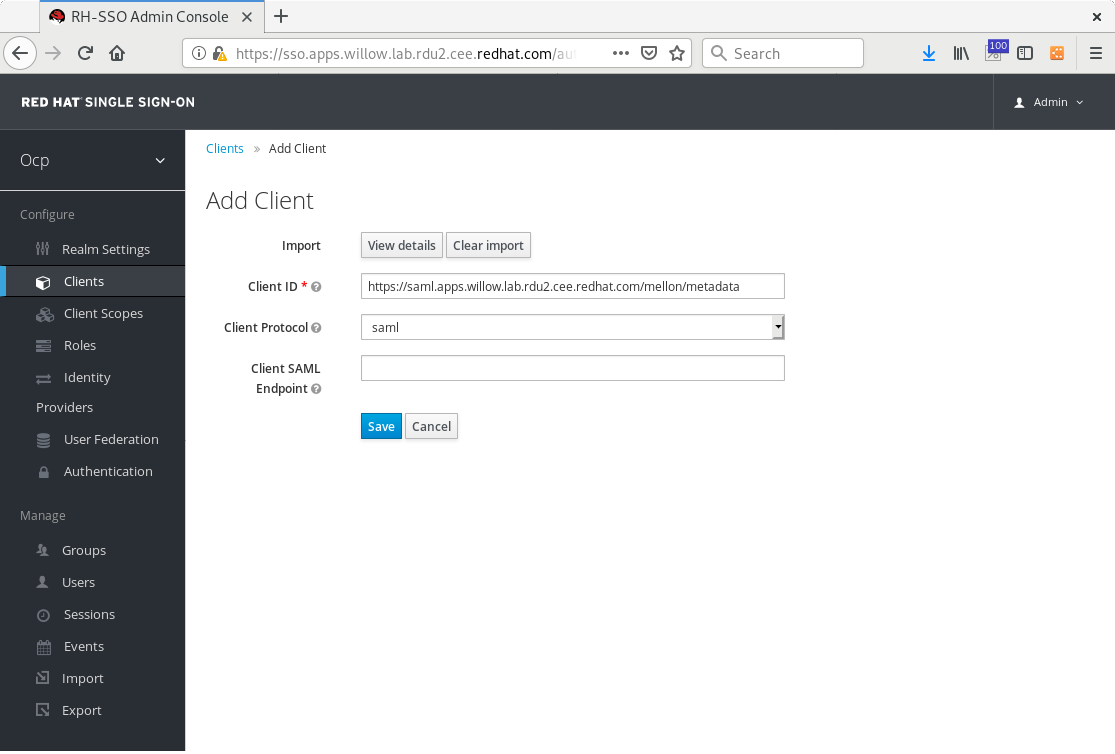 RH-SSO Admin Console
https://sso.apps.willow.lab.rdu2.cee.redhat.com/au
Search
100
RED HAT SINGLE SIGN-ON
Admin
Ocp
Clients » Add Client
Add Client
Configure
Realm Settings
Clients
Client Scopes
Roles
Identity
Providers
User Federation
Authentication
Manage
Groups
Users
Sessions
Events
Import
Export
Import
View details
Clear import
Client ID *
https://saml.apps.willow.lab.rdu2.cee.redhat.com/mellon/metadata
Client Protocol
saml
Client SAML
Endpoint
Save
Cancel